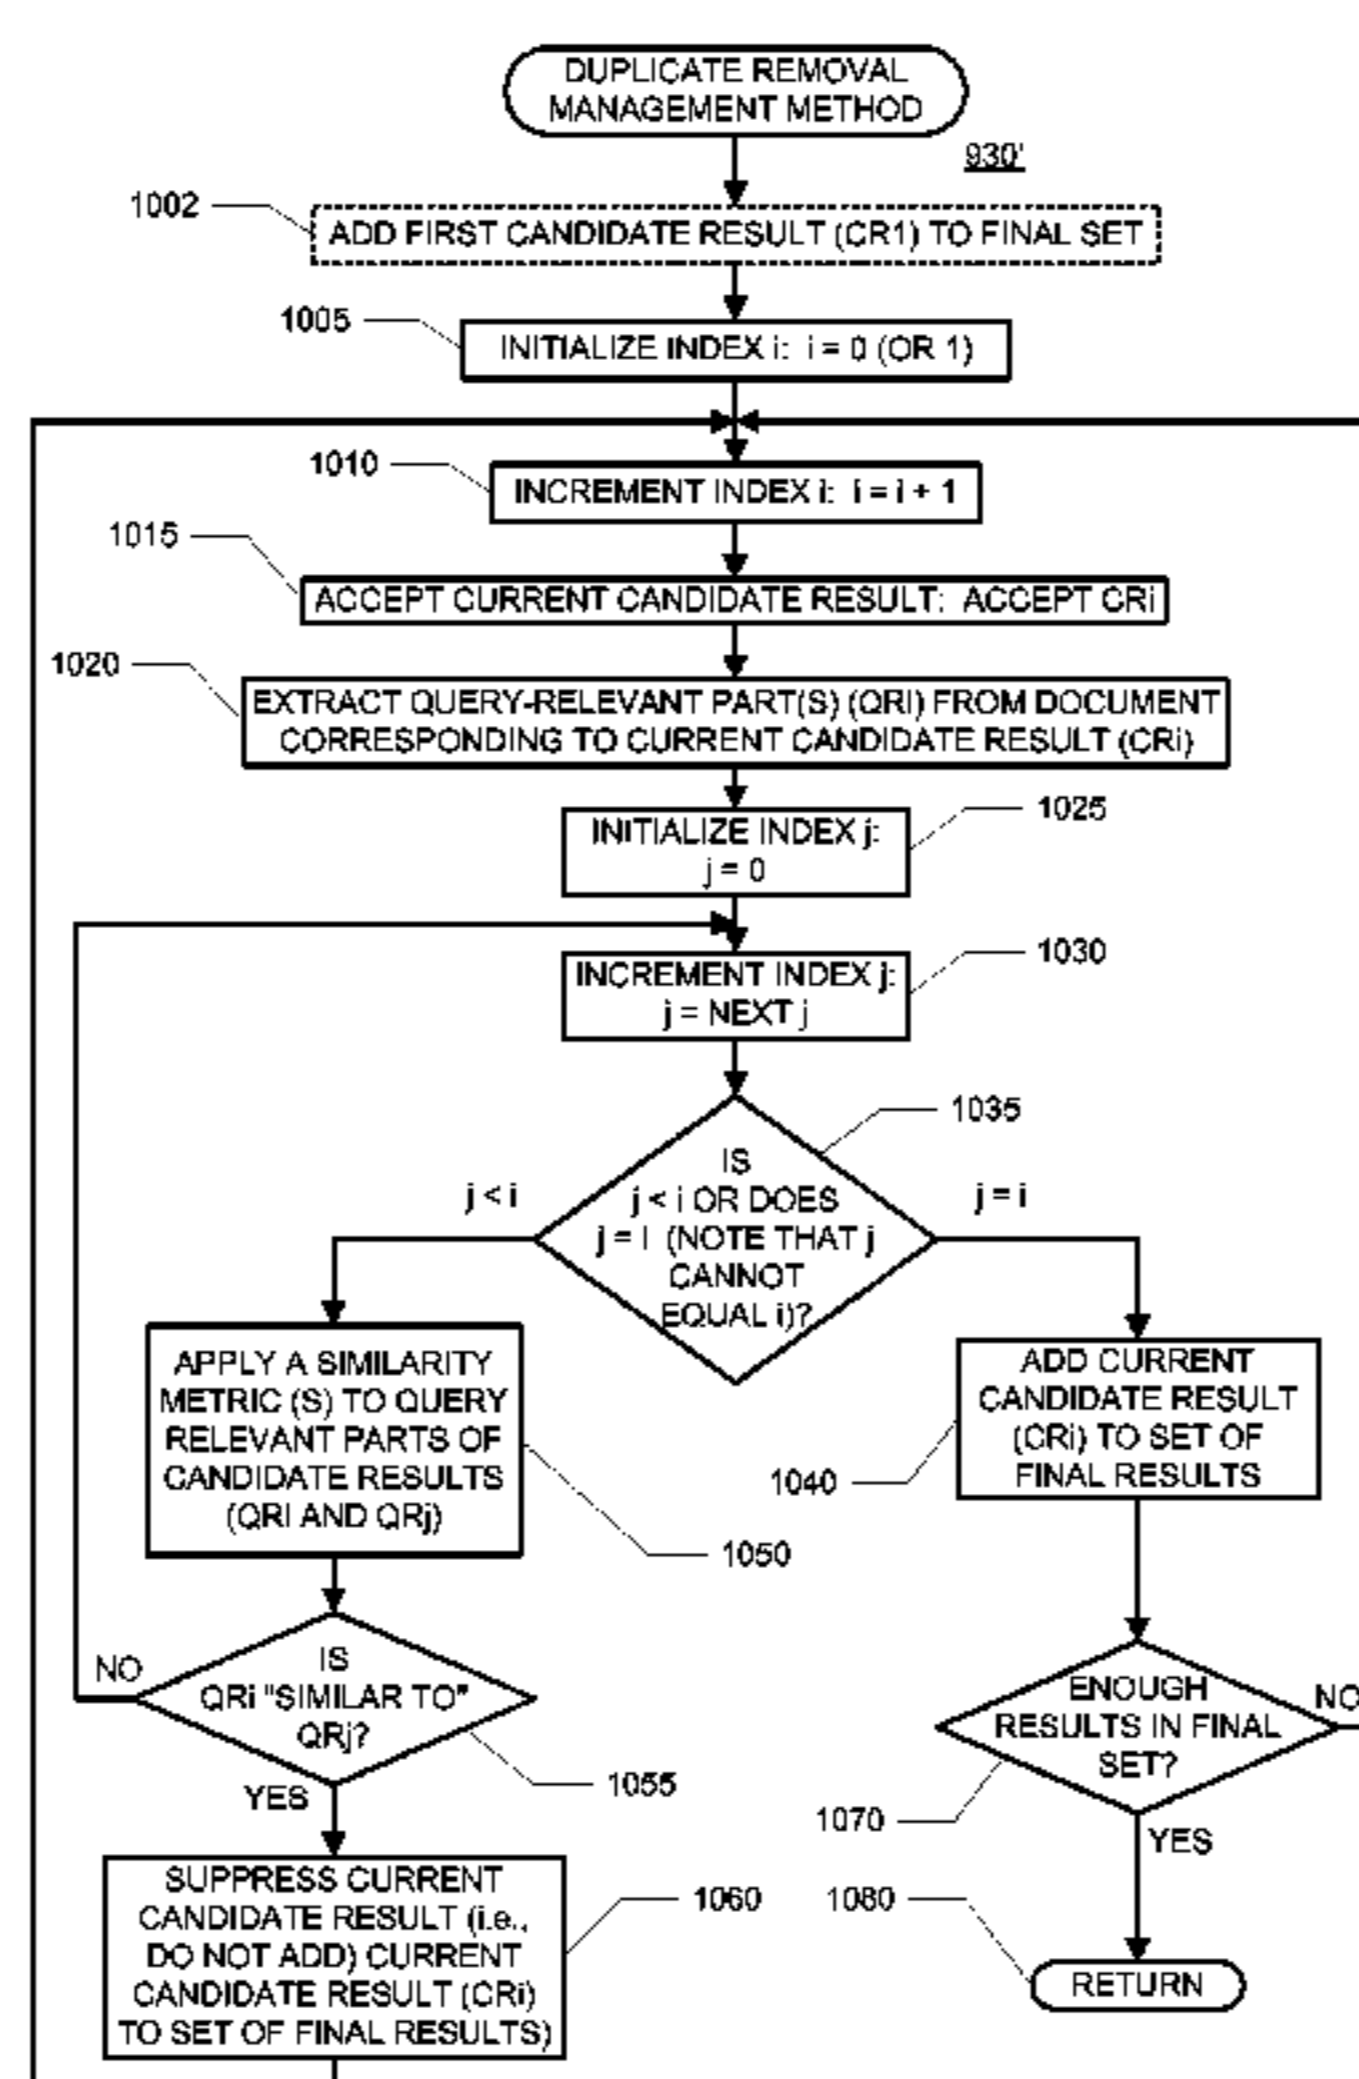 DUPLICATE REMOVAL
MANAGEMENT METHOD
930'
1002
ADD FIRST CANDIDATE RESULT (CR1) TO FINAL SET
1005
INITIALIZE INDEX i:  i = 0 (OR 1)
1010
INCREMENT INDEX i:  i = i + 1
1015
ACCEPT CURRENT CANDIDATE RESULT:  ACCEPT CRi
1020
EXTRACT QUERY-RELEVANT PART(S) (QRI) FROM DOCUMENT
CORRESPONDING TO CURRENT CANDIDATE RESULT (CRi)
1025
INITIALIZE INDEX j:
j = 0
1030
INCREMENT INDEX j:
j = NEXT j
1035
IS
j < i OR DOES
j = I  (NOTE THAT j
CANNOT
EQUAL i)?
j < i
j = i
APPLY A SIMILARITY
METRIC (S) TO QUERY
RELEVANT PARTS OF
CANDIDATE RESULTS
(QRI AND QRj)
1050
ADD CURRENT
CANDIDATE RESULT
(CRi) TO SET OF
FINAL RESULTS
1040
NO
IS
QRi "SIMILAR TO"
QRj?
1055
YES
ENOUGH
RESULTS IN FINAL
SET?
NO
1070
YES
SUPPRESS CURRENT
CANDIDATE RESULT (i.e.,
DO NOT ADD) CURRENT
CANDIDATE RESULT (CRi)
TO SET OF FINAL RESULTS)
1060
1080
RETURN